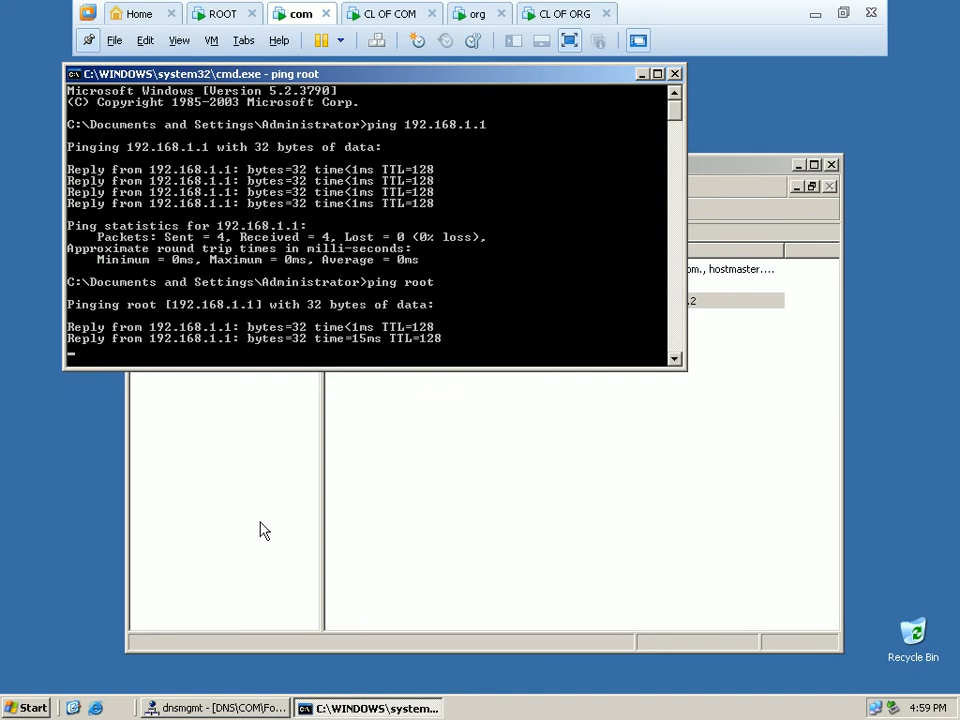 Home ROOT com CL OF COM org CL OF ORG
File Edit View VM Tabs Help
C:\WINDOWS\system32\cmd.exe - ping root
Microsoft Windows [Version 5.2.3790]
(C) Copyright 1985-2003 Microsoft Corp.
C:\Documents and Settings\Administrator>ping 192.168.1.1
Pinging 192.168.1.1 with 32 bytes of data:
Reply from 192.168.1.1: bytes=32 time<1ms TTL=128
Reply from 192.168.1.1: bytes=32 time<1ms TTL=128
Reply from 192.168.1.1: bytes=32 time<1ms TTL=128
Reply from 192.168.1.1: bytes=32 time<1ms TTL=128
Ping statistics for 192.168.1.1:
Packets: Sent = 4, Received = 4, Lost = 0 (0% loss),
Approximate round trip times in milli-seconds:
Minimum = 0ms, Maximum = 0ms, Average = 0ms
C:\Documents and Settings\Administrator>ping root
Pinging root [192.168.1.1] with 32 bytes of data:
Reply from 192.168.1.1: bytes=32 time<1ms TTL=128
Reply from 192.168.1.1: bytes=32 time=15ms TTL=128
om., hostmaster....
.2
Recycle Bin
Start dnsmgmt - [DNS\COM\Fo... C:\WINDOWS\system... 4:59 PM